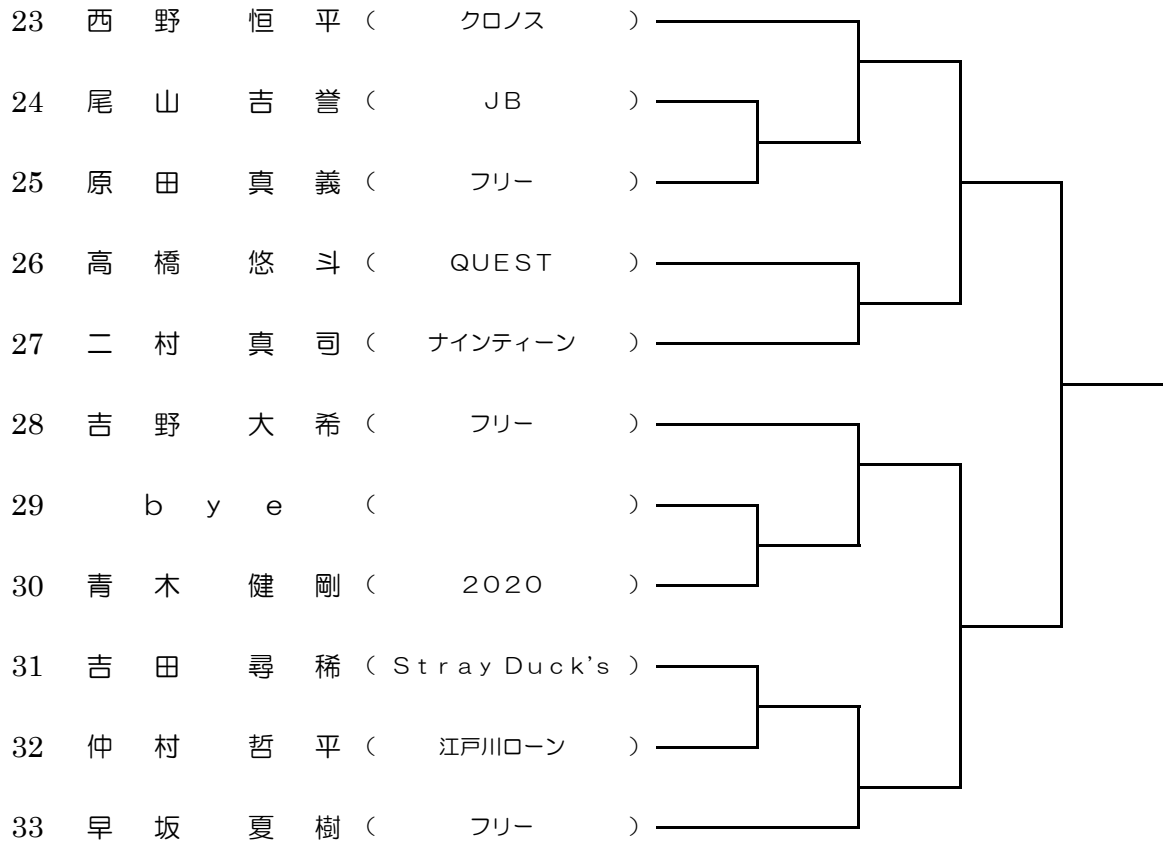 23 西 野 恒 平 ( クロノス )
24 尾 山 吉 誉 ( JB )
25 原 田 真 義 ( フリー )
26 高 橋 悠 斗 ( QUEST )
27 二 村 真 司 ( ナインティーン )
28 吉 野 大 希 ( フリー )
29 b y e ( )
30 青 木 健 剛 ( 2020 )
31 吉 田 尋 稀 ( Stray Duck's )
32 仲 村 哲 平 ( 江戸川ローン )
33 早 坂 夏 樹 ( フリー )